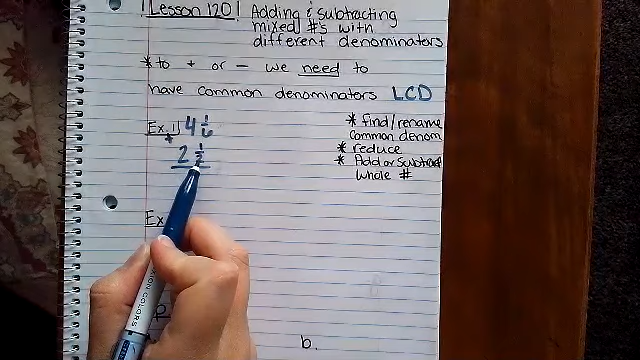 Lesson 120 Adding & subtracting
mixed #'s with
different denominators
* to + or – we need to
have common denominators LCD
Ex. 1 4 1/6
+ 2 1/2
* find/rename
common denom
* reduce
* Add or subtract
whole #
Ex
b.